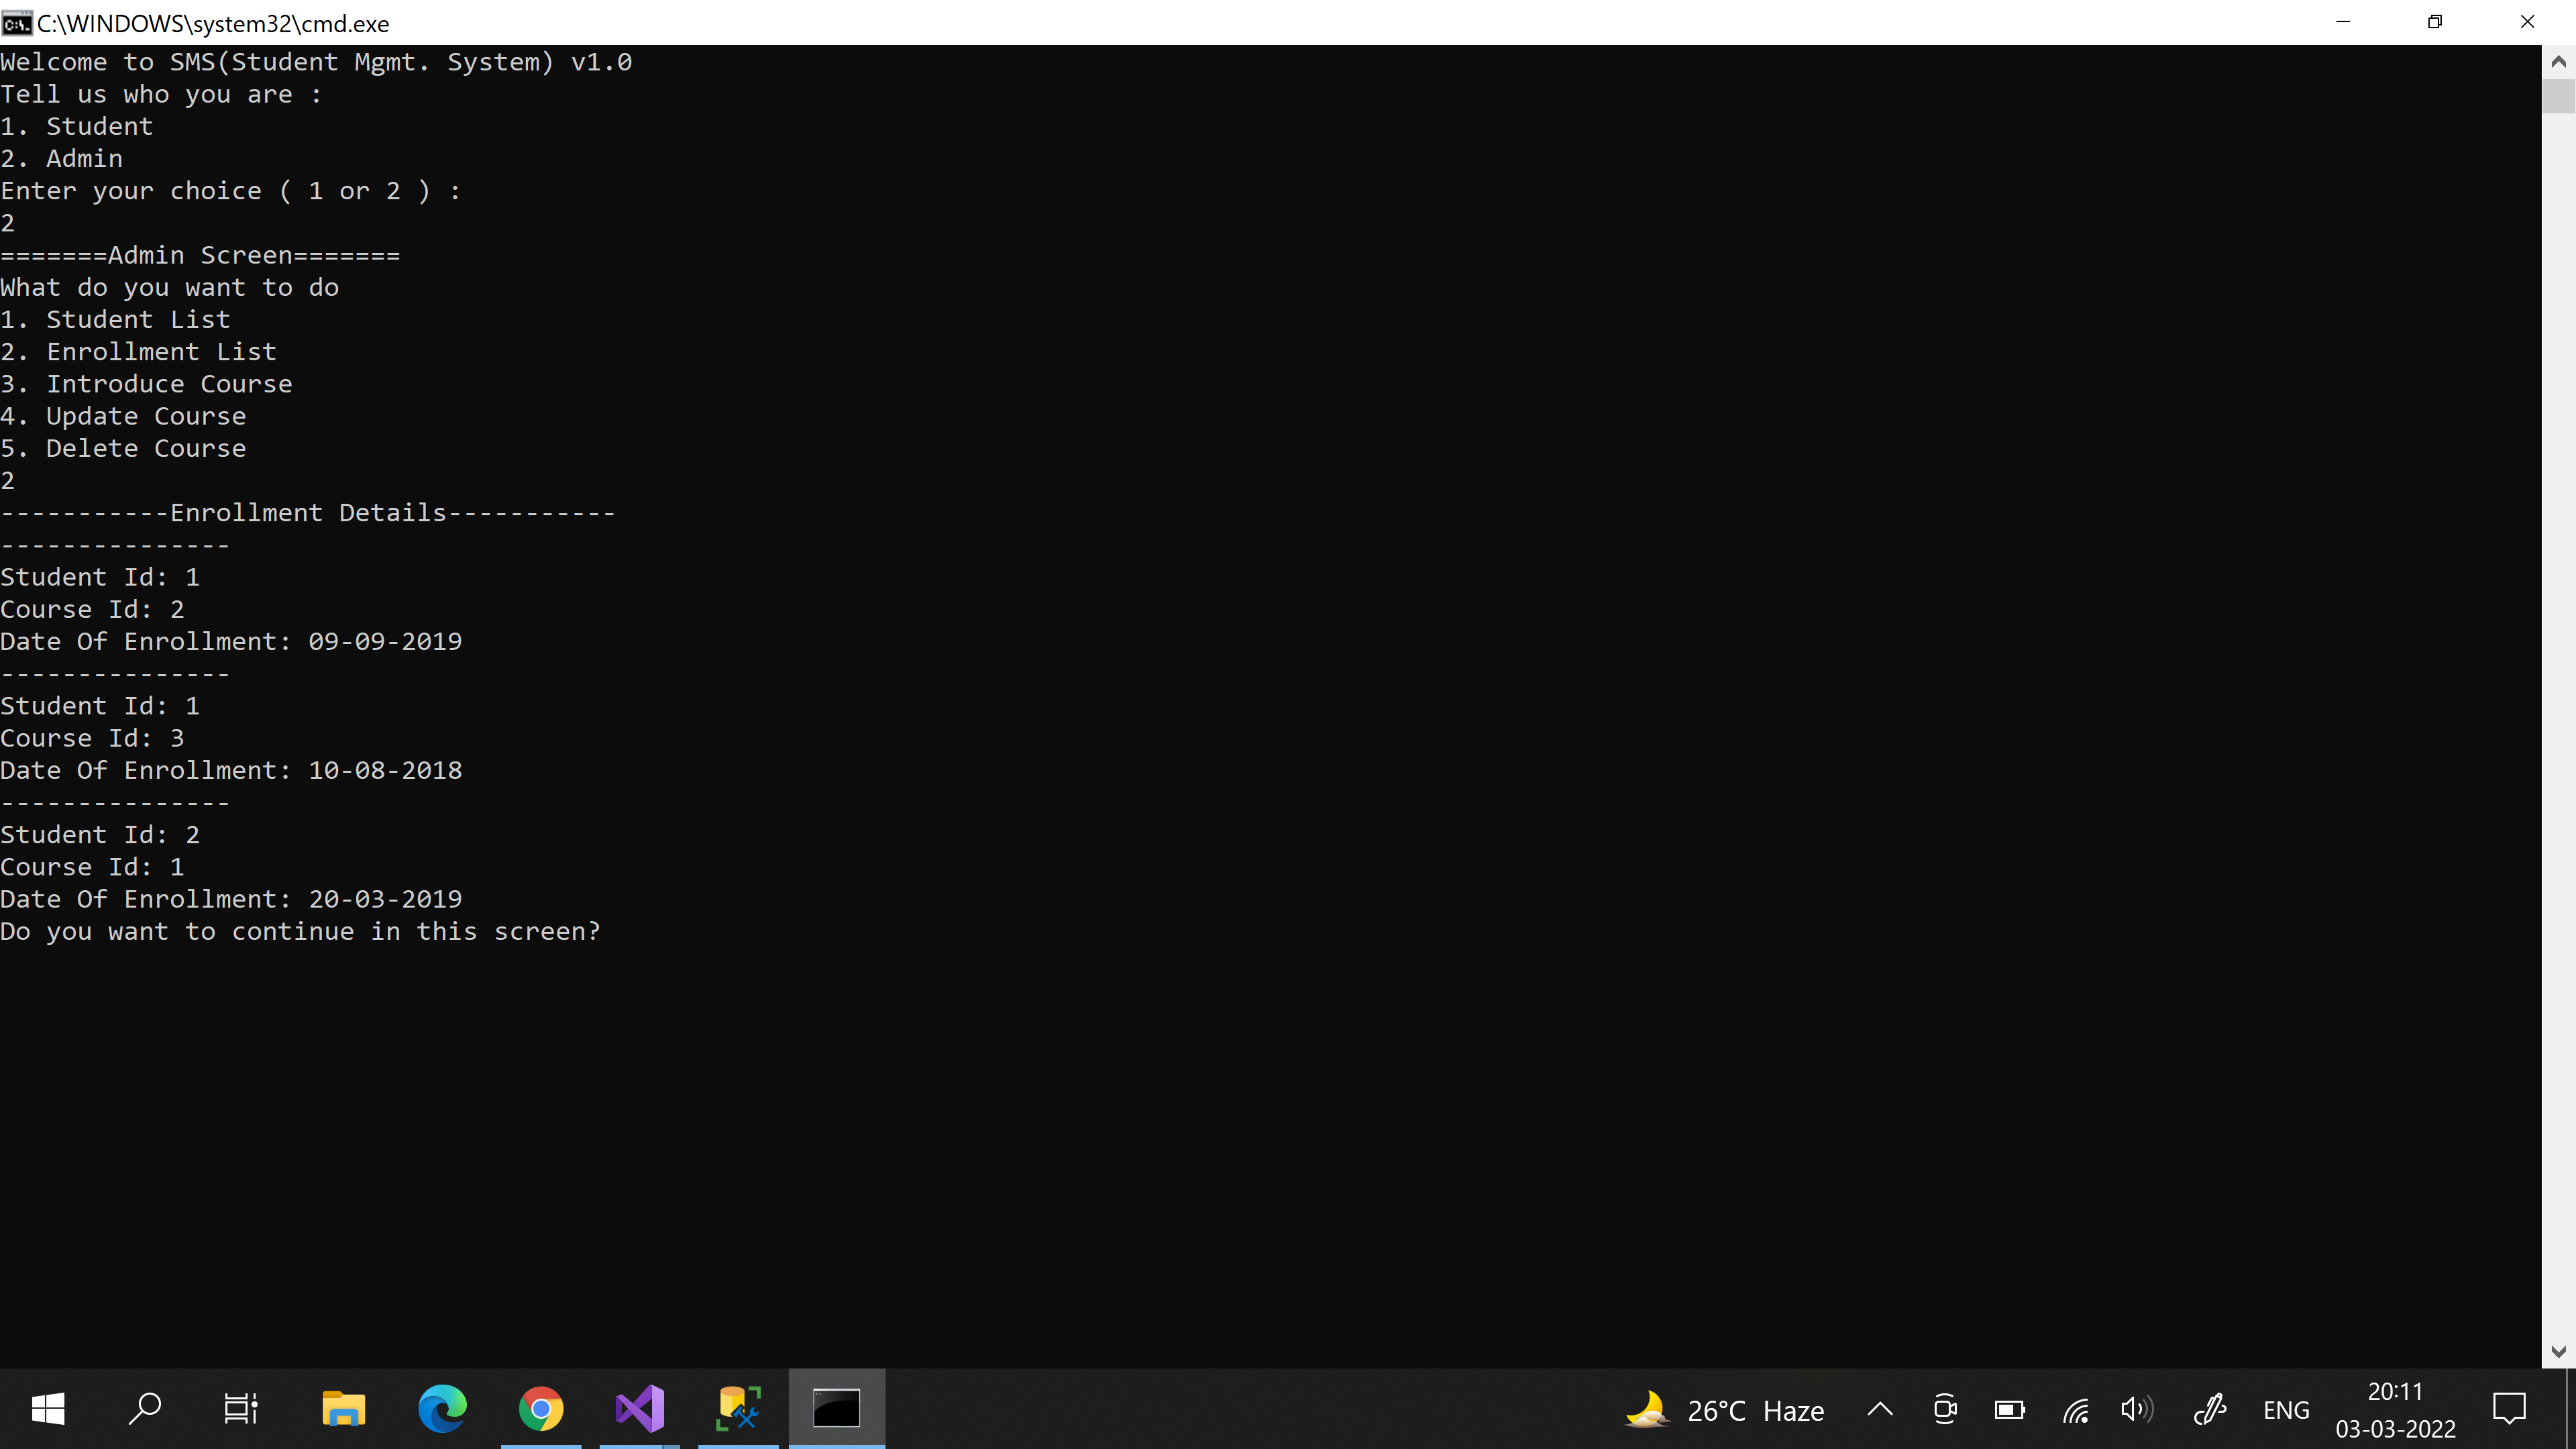 C:\WINDOWS\system32\cmd.exe
Welcome to SMS(Student Mgmt. System) v1.0
Tell us who you are :
1. Student
2. Admin
Enter your choice ( 1 or 2 ) :
2
=======Admin Screen=======
What do you want to do
1. Student List
2. Enrollment List
3. Introduce Course
4. Update Course
5. Delete Course
2
-----------Enrollment Details-----------
---------------
Student Id: 1
Course Id: 2
Date Of Enrollment: 09-09-2019
---------------
Student Id: 1
Course Id: 3
Date Of Enrollment: 10-08-2018
---------------
Student Id: 2
Course Id: 1
Date Of Enrollment: 20-03-2019
Do you want to continue in this screen?
26°C Haze
ENG
20:11
03-03-2022